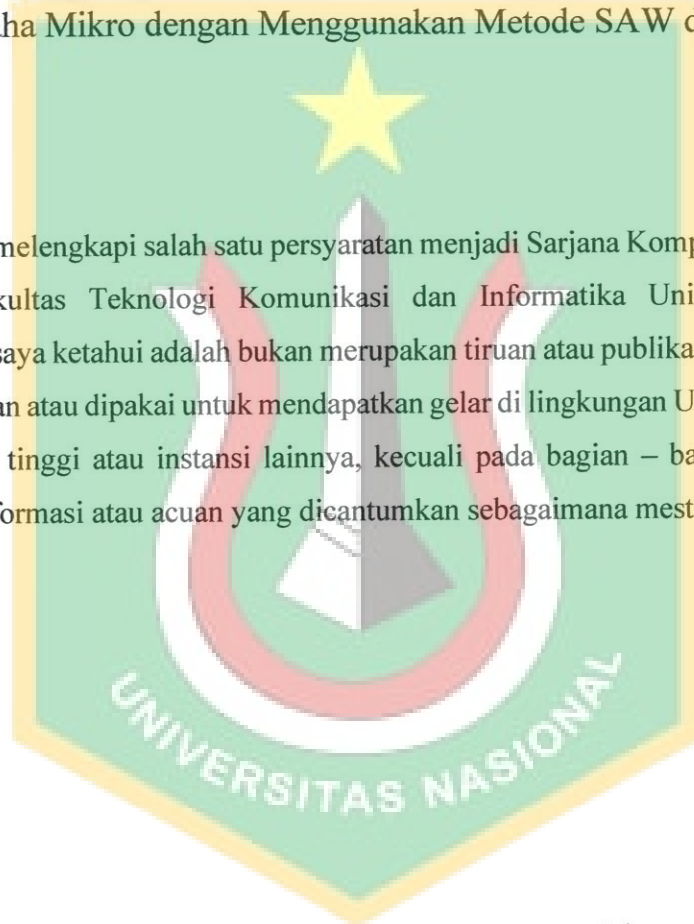 aha Mikro dengan Menggunakan Metode SAW d
melengkapi salah satu persyaratan menjadi Sarjana Komp
kultas Teknologi Komunikasi dan Informatika Uni
saya ketahui adalah bukan merupakan tiruan atau publika
an atau dipakai untuk mendapatkan gelar di lingkungan U
tinggi atau instansi lainnya, kecuali pada bagian – ba
formasi atau acuan yang dicantumkan sebagaimana mest
UNIVERSITAS NASIONAL